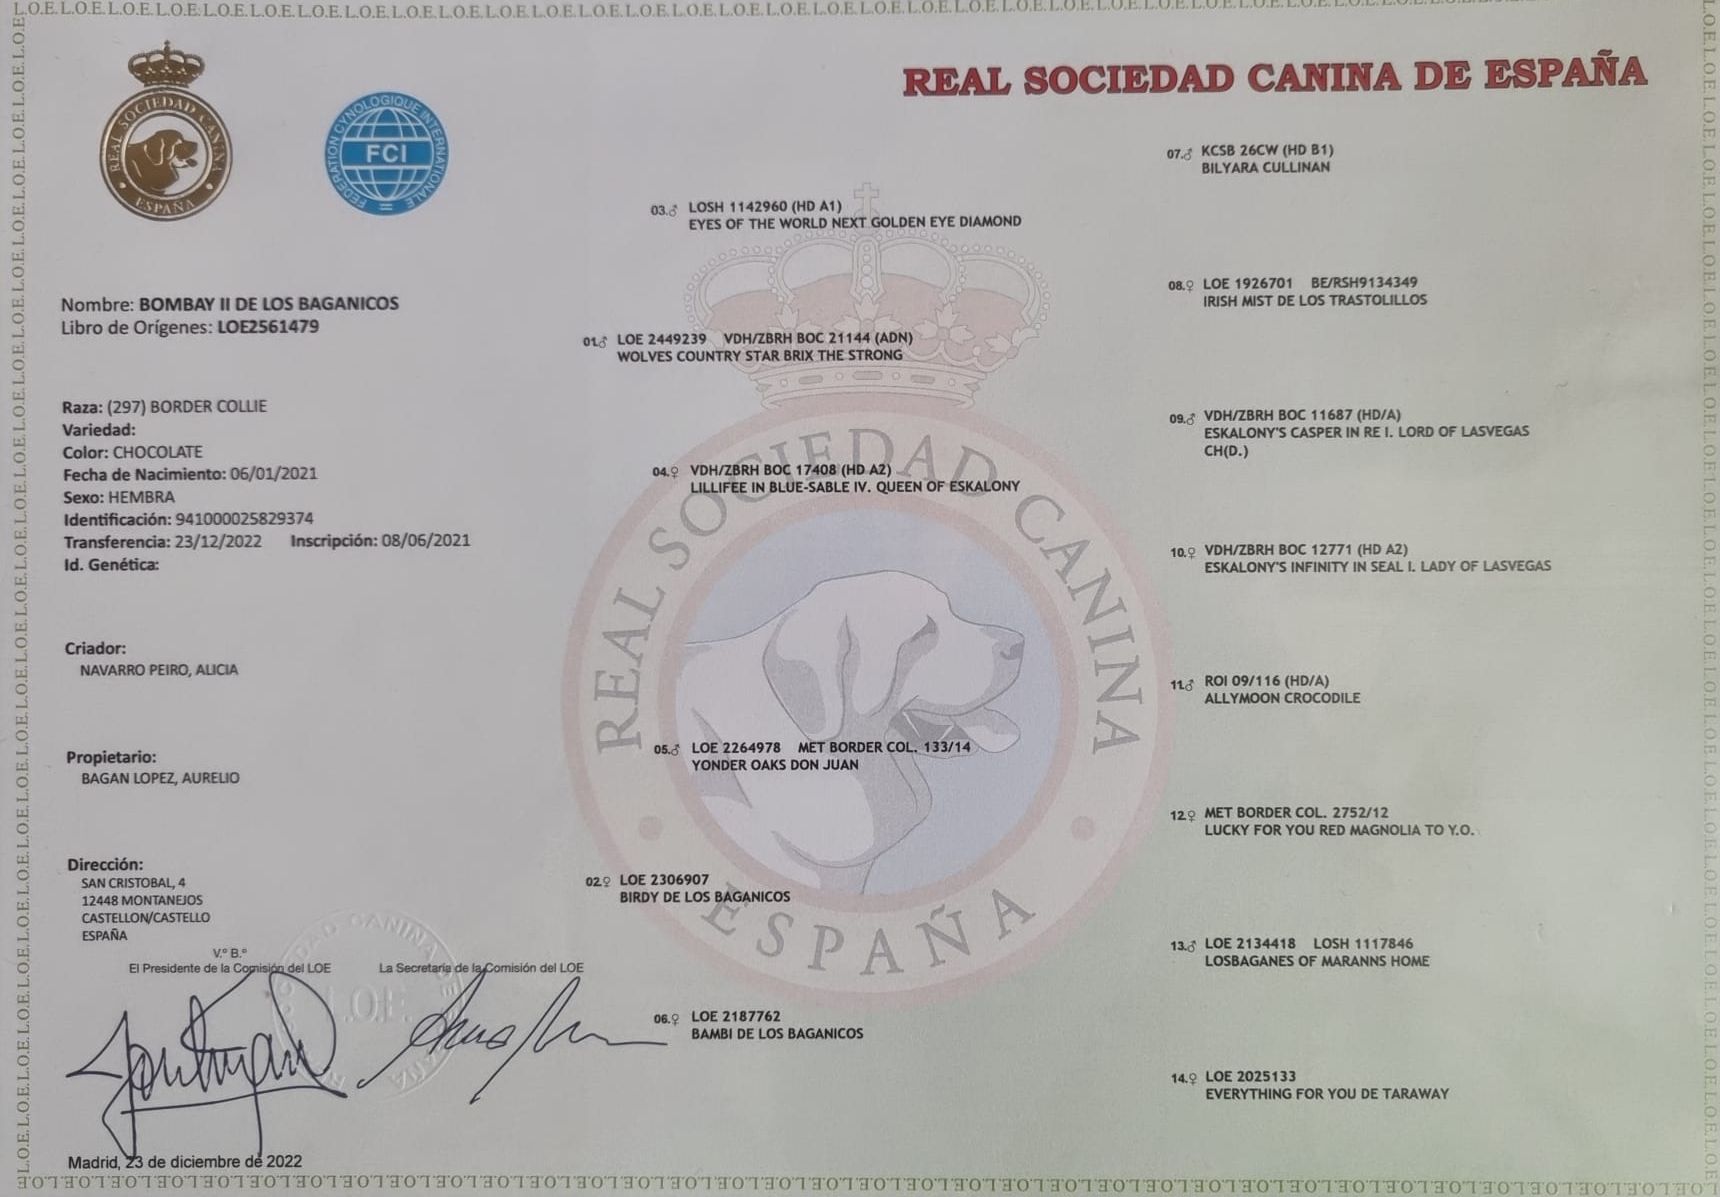 REAL SOCIEDAD CANINA DE ESPAÑA
REAL SOCIEDAD CANINA
ESPAÑA
FEDERATION CYNOLOGIQUE INTERNATIONALE
FCI
Nombre: BOMBAY II DE LOS BAGANICOS
Libro de Orígenes: LOE2561479
Raza: (297) BORDER COLLIE
Variedad:
Color: CHOCOLATE
Fecha de Nacimiento: 06/01/2021
Sexo: HEMBRA
Identificación: 941000025829374
Transferencia: 23/12/2022 Inscripción: 08/06/2021
Id. Genética:
Criador:
NAVARRO PEIRO, ALICIA
Propietario:
BAGAN LOPEZ, AURELIO
Dirección:
SAN CRISTOBAL, 4
12448 MONTANEJOS
CASTELLON/CASTELLO
ESPAÑA
V.º B.º
El Presidente de la Comisión del LOE La Secretaria de la Comisión del LOE
Madrid, 23 de diciembre de 2022
01.♂ LOE 2449239 VDH/ZBRH BOC 21144 (ADN)
WOLVES COUNTRY STAR BRIX THE STRONG
02.♀ LOE 2306907
BIRDY DE LOS BAGANICOS
03.♂ LOSH 1142960 (HD A1)
EYES OF THE WORLD NEXT GOLDEN EYE DIAMOND
04.♀ VDH/ZBRH BOC 17408 (HD A2)
LILLIFEE IN BLUE-SABLE IV. QUEEN OF ESKALONY
05.♂ LOE 2264978 MET BORDER COL. 133/14
YONDER OAKS DON JUAN
06.♀ LOE 2187762
BAMBI DE LOS BAGANICOS
07.♂ KCSB 26CW (HD B1)
BILYARA CULLINAN
08.♀ LOE 1926701 BE/RSH9134349
IRISH MIST DE LOS TRASTOLILLOS
09.♂ VDH/ZBRH BOC 11687 (HD/A)
ESKALONY'S CASPER IN RE I. LORD OF LASVEGAS
CH(D.)
10.♀ VDH/ZBRH BOC 12771 (HD A2)
ESKALONY'S INFINITY IN SEAL I. LADY OF LASVEGAS
11.♂ ROI 09/116 (HD/A)
ALLYMOON CROCODILE
12.♀ MET BORDER COL. 2752/12
LUCKY FOR YOU RED MAGNOLIA TO Y.O.
13.♂ LOE 2134418 LOSH 1117846
LOSBAGANES OF MARANNS HOME
14.♀ LOE 2025133
EVERYTHING FOR YOU DE TARAWAY
REAL SOCIEDAD CANINA
ESPAÑA
L.O.E.